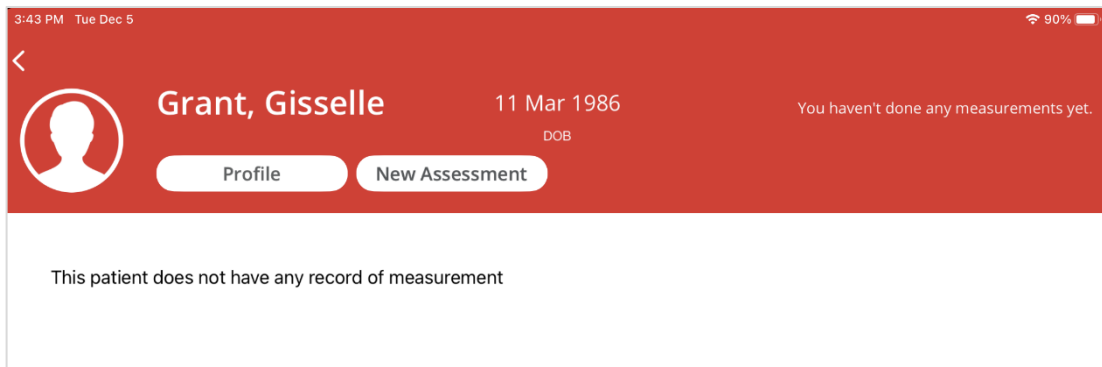 3:43 PM Tue Dec 5
90%
Grant, Gisselle
11 Mar 1986
DOB
You haven't done any measurements yet.
Profile
New Assessment
This patient does not have any record of measurement